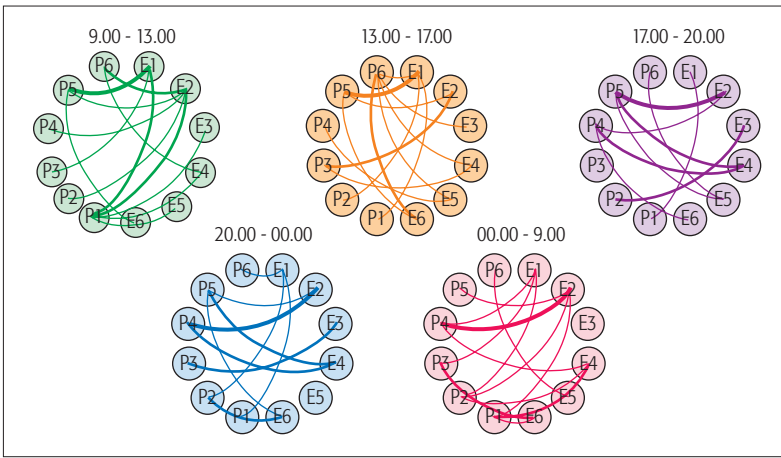 9.00 - 13.00
P6 E1
P5 E2
P4 E3
P3 E4
P2 E5
P1 E6
13.00 - 17.00
P6 E1
P5 E2
P4 E3
P3 E4
P2 E5
P1 E6
17.00 - 20.00
P6 E1
P5 E2
P4 E3
P3 E4
P2 E5
P1 E6
20.00 - 00.00
P6 E1
P5 E2
P4 E3
P3 E4
P2 E5
P1 E6
00.00 - 9.00
P6 E1
P5 E2
P4 E3
P3 E4
P2 E5
P1 E6